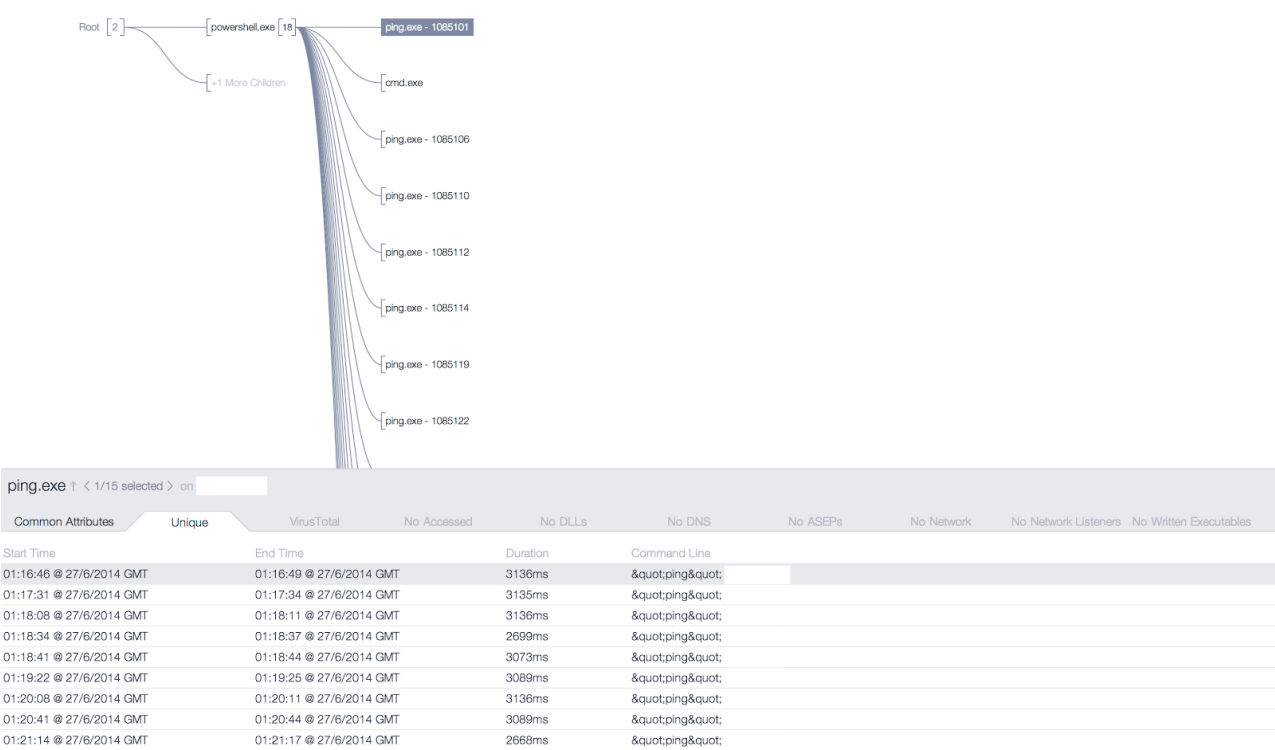 Root [2] powershell.exe [18] ping.exe - 1085101
+1 More Children cmd.exe
ping.exe - 1085106
ping.exe - 1085110
ping.exe - 1085112
ping.exe - 1085114
ping.exe - 1085119
ping.exe - 1085122
ping.exe ↑ < 1/15 selected > on
Common Attributes Unique VirusTotal No Accessed No DLLs No DNS No ASEPs No Network No Network Listeners No Written Executables
Start Time End Time Duration Command Line
01:16:46 @ 27/6/2014 GMT 01:16:49 @ 27/6/2014 GMT 3136ms &quot;ping&quot;
01:17:31 @ 27/6/2014 GMT 01:17:34 @ 27/6/2014 GMT 3135ms &quot;ping&quot;
01:18:08 @ 27/6/2014 GMT 01:18:11 @ 27/6/2014 GMT 3136ms &quot;ping&quot;
01:18:34 @ 27/6/2014 GMT 01:18:37 @ 27/6/2014 GMT 2699ms &quot;ping&quot;
01:18:41 @ 27/6/2014 GMT 01:18:44 @ 27/6/2014 GMT 3073ms &quot;ping&quot;
01:19:22 @ 27/6/2014 GMT 01:19:25 @ 27/6/2014 GMT 3089ms &quot;ping&quot;
01:20:08 @ 27/6/2014 GMT 01:20:11 @ 27/6/2014 GMT 3136ms &quot;ping&quot;
01:20:41 @ 27/6/2014 GMT 01:20:44 @ 27/6/2014 GMT 3089ms &quot;ping&quot;
01:21:14 @ 27/6/2014 GMT 01:21:17 @ 27/6/2014 GMT 2668ms &quot;ping&quot;